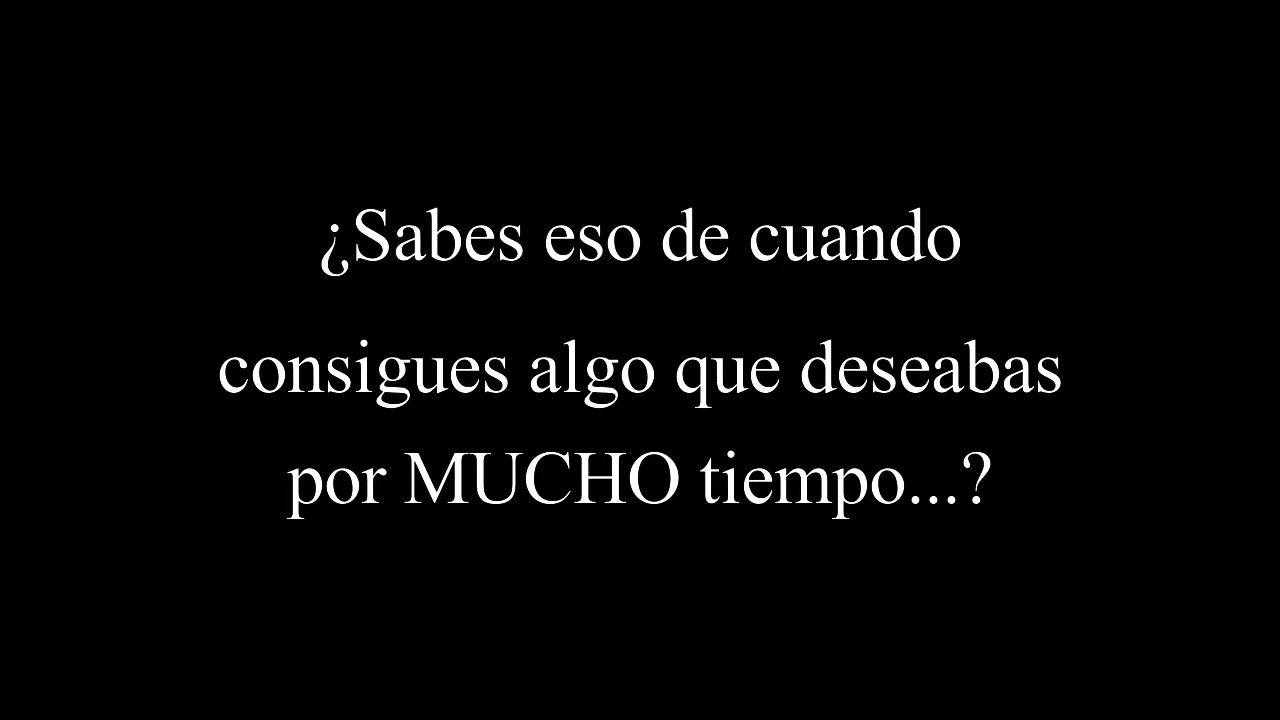 ¿Sabes eso de cuando
consigues algo que deseabas
por MUCHO tiempo...?